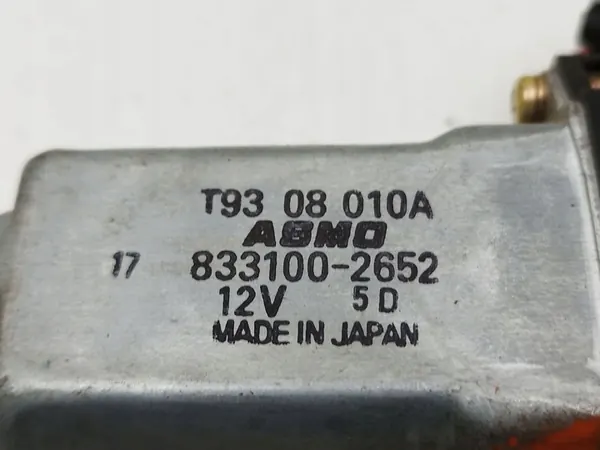 T93 08 010A
ASMO
17 833100-2652
12V 5D
MADE IN JAPAN